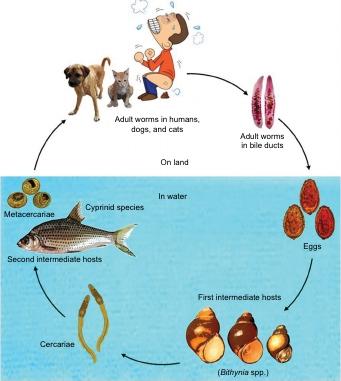 Adult worms in humans,
dogs, and cats
Adult worms
in bile ducts
On land
In water
Metacercariae
Cyprinid species
Eggs
Second intermediate hosts
First intermediate hosts
Cercariae
(Bithynia spp.)